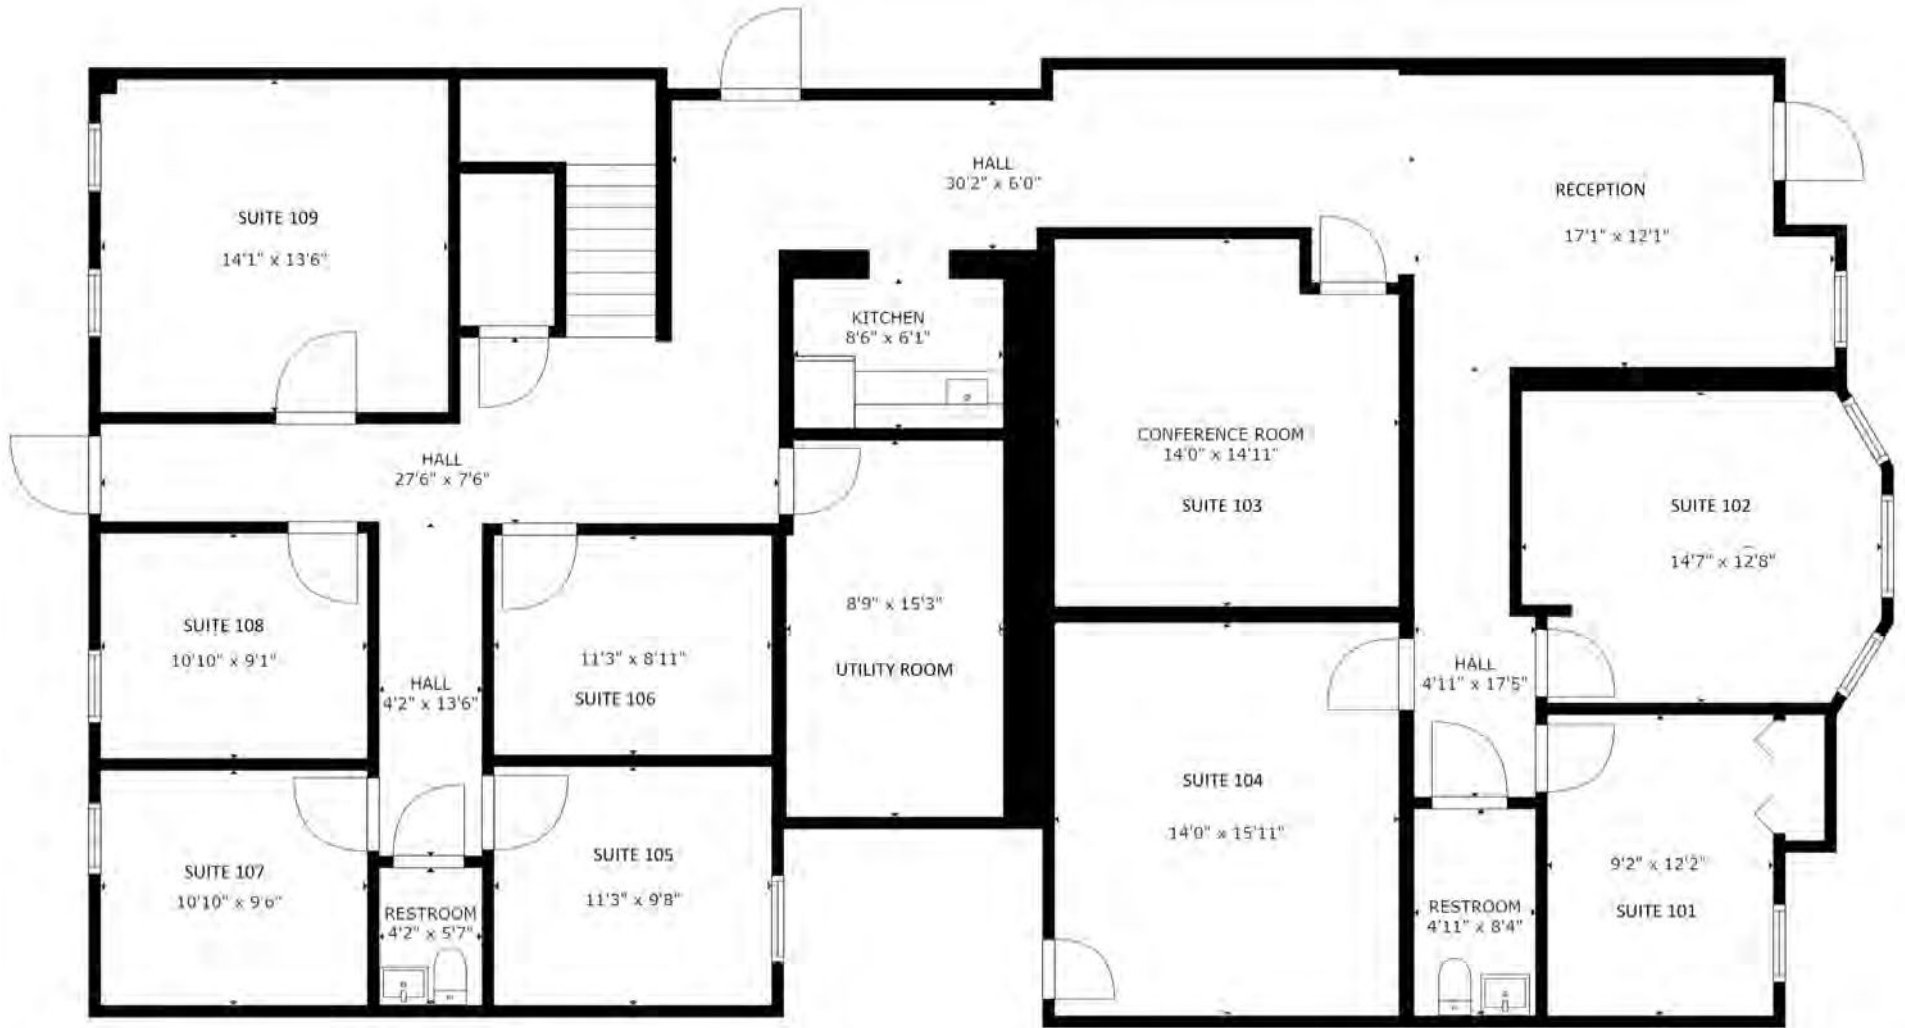 HALL
30'2" x 6'0"
RECEPTION
17'1" x 12'1"
SUITE 109
14'1" x 13'6"
KITCHEN
8'6" x 6'1"
CONFERENCE ROOM
14'0" x 14'11"
SUITE 103
HALL
27'6" x 7'6"
SUITE 102
14'7" x 12'8"
SUITE 108
10'10" x 9'1"
HALL
4'2" x 13'6"
11'3" x 8'11"
SUITE 106
8'9" x 15'3"
UTILITY ROOM
HALL
4'11" x 17'5"
SUITE 104
14'0" x 15'11"
SUITE 107
10'10" x 9'6"
RESTROOM
4'2" x 5'7"
SUITE 105
11'3" x 9'8"
RESTROOM
4'11" x 8'4"
9'2" x 12'2"
SUITE 101